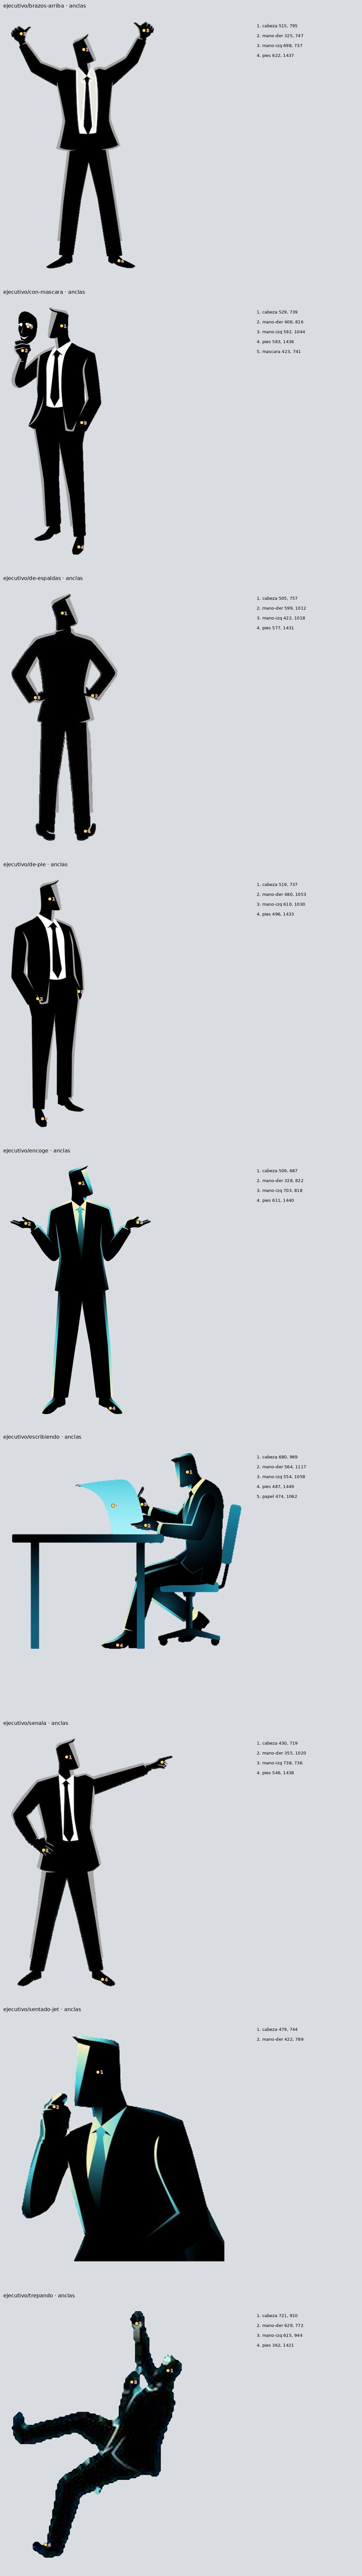 ejecutivo/brazos-arriba · anclas
1. cabeza 515, 795
2. mano-der 325, 747
3. mano-izq 698, 737
4. pies 622, 1437
ejecutivo/con-mascara · anclas
1. cabeza 529, 739
2. mano-der 406, 816
3. mano-izq 592, 1044
4. pies 583, 1436
5. mascara 423, 741
ejecutivo/de-espaldas · anclas
1. cabeza 505, 757
2. mano-der 599, 1012
3. mano-izq 422, 1018
4. pies 577, 1431
ejecutivo/de-pie · anclas
1. cabeza 519, 737
2. mano-der 480, 1053
3. mano-izq 610, 1030
4. pies 496, 1433
ejecutivo/encoge · anclas
1. cabeza 509, 687
2. mano-der 328, 822
3. mano-izq 703, 818
4. pies 611, 1440
ejecutivo/escribiendo · anclas
1. cabeza 680, 969
2. mano-der 564, 1117
3. mano-izq 554, 1058
4. pies 487, 1449
5. papel 474, 1062
ejecutivo/senala · anclas
1. cabeza 430, 719
2. mano-der 355, 1020
3. mano-izq 738, 736
4. pies 546, 1438
ejecutivo/sentado-jet · anclas
1. cabeza 479, 744
2. mano-der 422, 789
ejecutivo/trepando · anclas
1. cabeza 721, 910
2. mano-der 629, 772
3. mano-izq 615, 944
4. pies 362, 1421